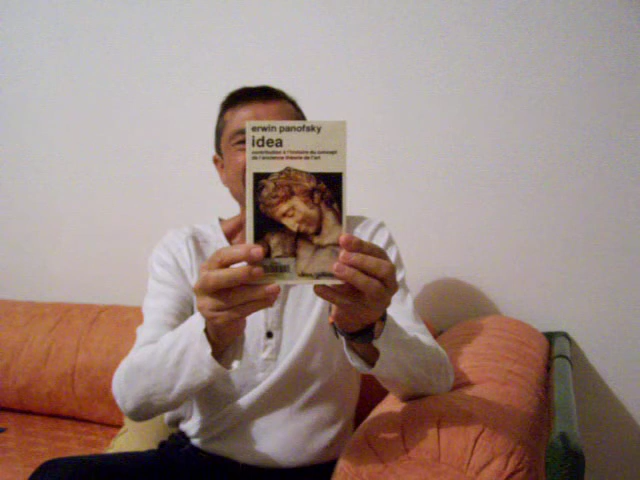 erwin panofsky
idea
contribution à l'histoire du concept
de l'ancienne théorie de l'art